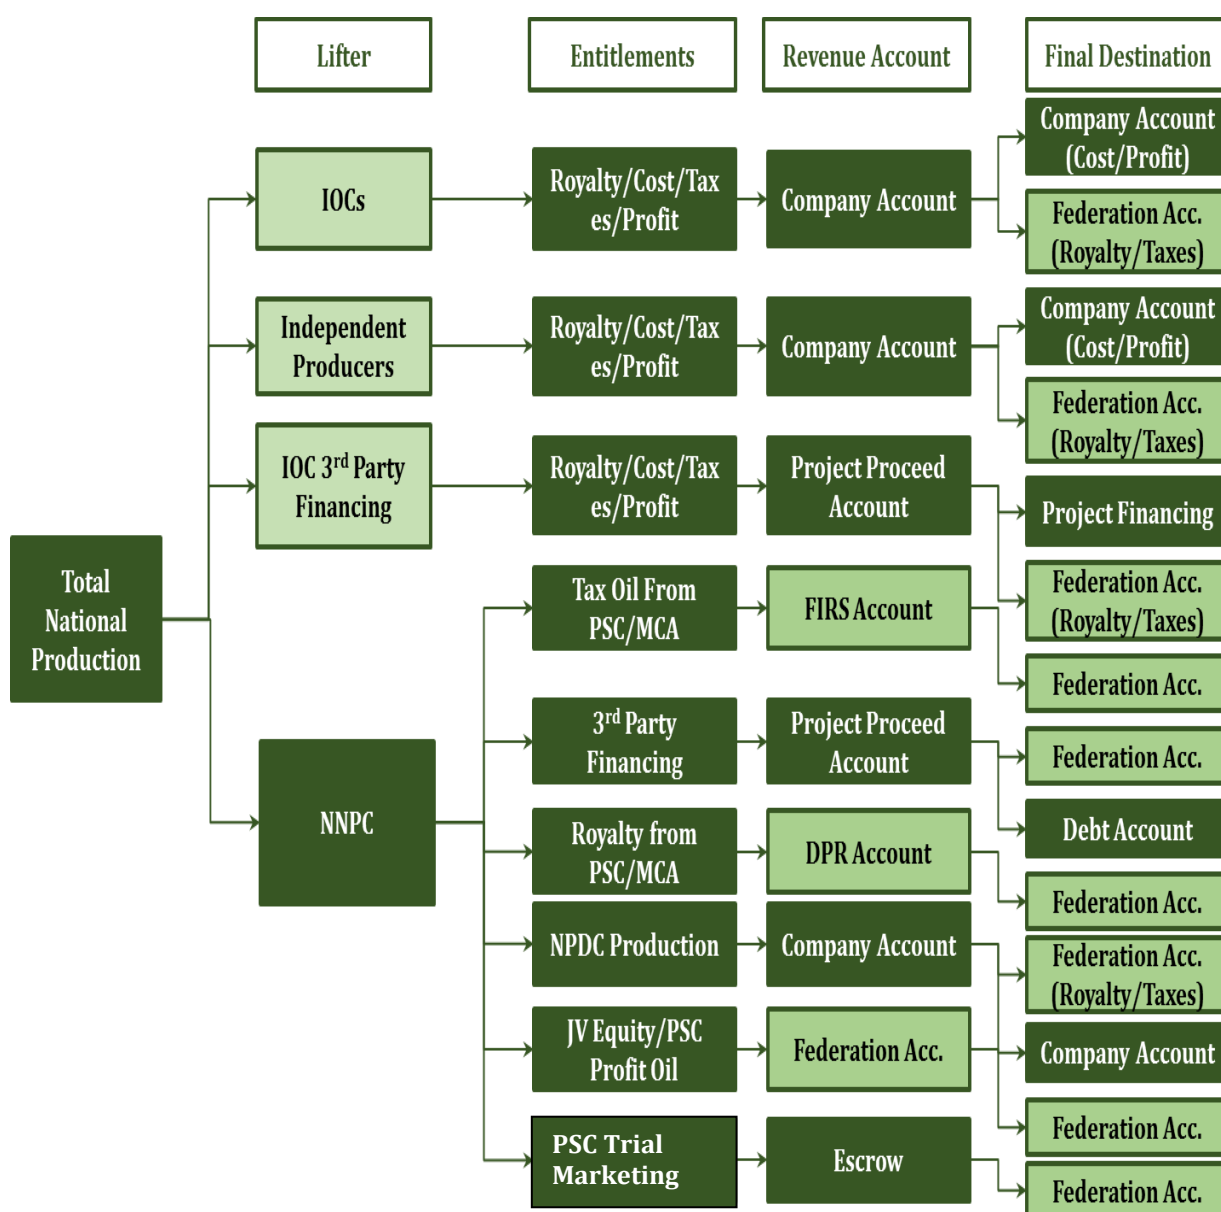 Lifter
Entitlements
Revenue Account
Final Destination
IOCs
Royalty/Cost/Tax
es/Profit
Company Account
Company Account
(Cost/Profit)
Federation Acc.
(Royalty/Taxes)
Independent
Producers
Royalty/Cost/Tax
es/Profit
Company Account
Company Account
(Cost/Profit)
Federation Acc.
(Royalty/Taxes)
IOC 3rd Party
Financing
Royalty/Cost/Tax
es/Profit
Project Proceed
Account
Project Financing
Federation Acc.
(Royalty/Taxes)
Total
National
Production
NNPC
Tax Oil From
PSC/MCA
FIRS Account
Federation Acc.
3rd Party
Financing
Project Proceed
Account
Federation Acc.
Debt Account
Royalty from
PSC/MCA
DPR Account
Federation Acc.
NPDC Production
Company Account
Federation Acc.
(Royalty/Taxes)
Company Account
JV Equity/PSC
Profit Oil
Federation Acc.
Federation Acc.
PSC Trial
Marketing
Escrow
Federation Acc.